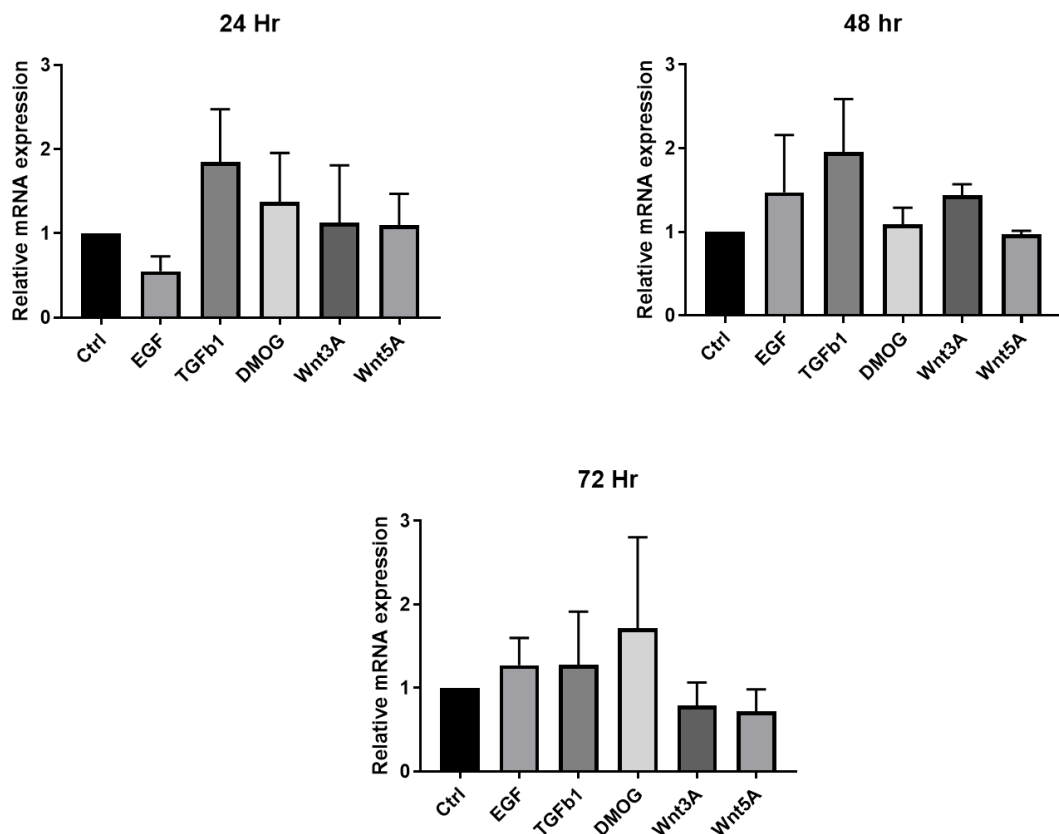 24 Hr
Relative mRNA expression
3
2
1
0
Ctrl
EGF
TGFb1
DMOG
Wnt3A
Wnt5A
48 hr
Relative mRNA expression
3
2
1
0
Ctrl
EGF
TGFb1
DMOG
Wnt3A
Wnt5A
72 Hr
Relative mRNA expression
3
2
1
0
Ctrl
EGF
TGFb1
DMOG
Wnt3A
Wnt5A